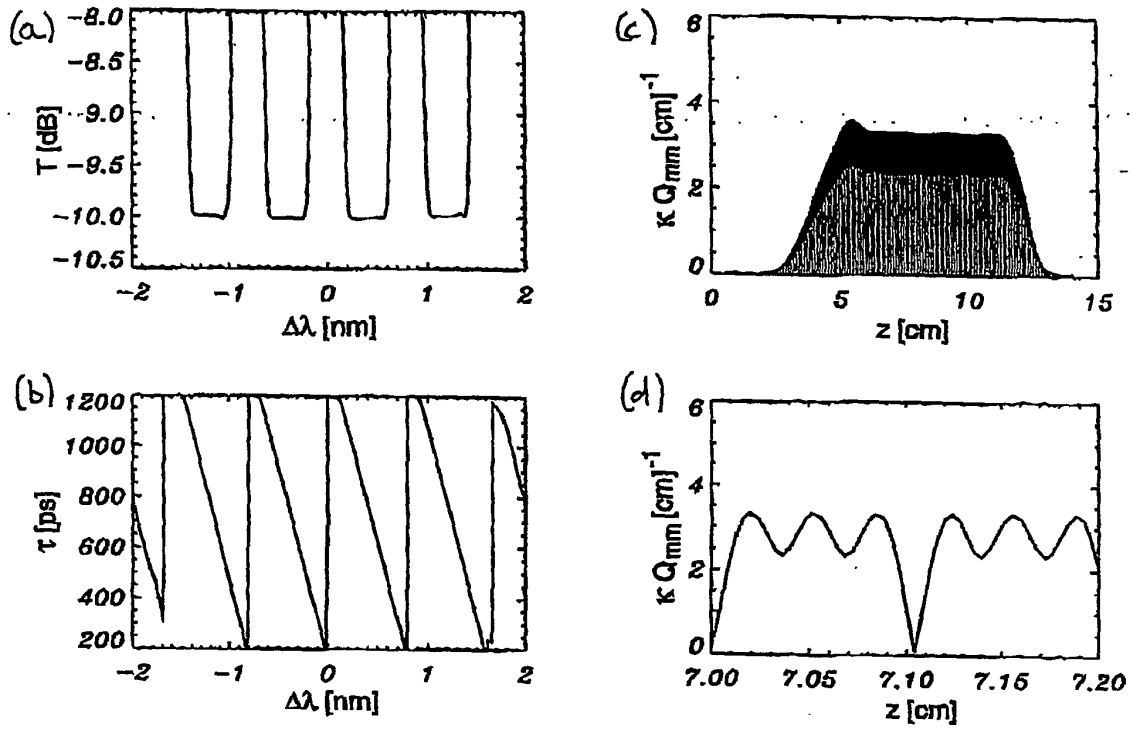 (a)
T [dB]
−8.0
−8.5
−9.0
−9.5
−10.0
−10.5
−2 −1 0 1 2
Δλ [nm]
(c)
κ Qmm [cm]⁻¹
6
4
2
0
0 5 10 15
z [cm]
(b)
τ [ps]
1200
1000
800
600
400
200
−2 −1 0 1 2
Δλ [nm]
(d)
κ Qmm [cm]⁻¹
6
4
2
0
7.00 7.05 7.10 7.15 7.20
z [cm]